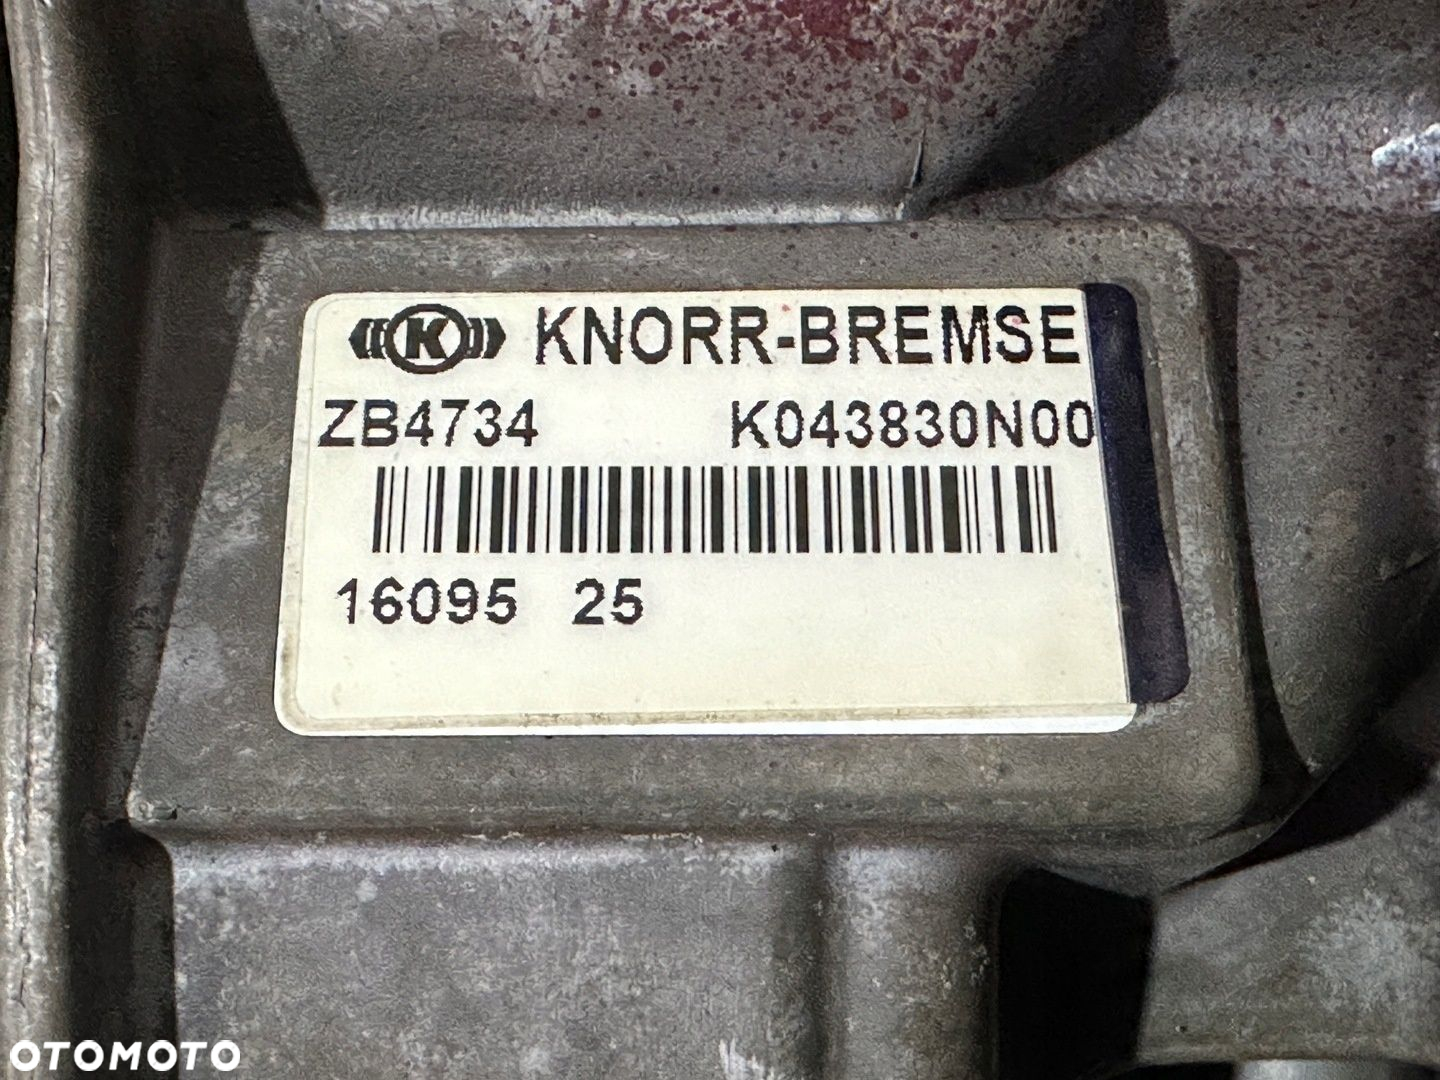 K KNORR-BREMSE
ZB4734 K043830N00
16095 25
OTOMOTO